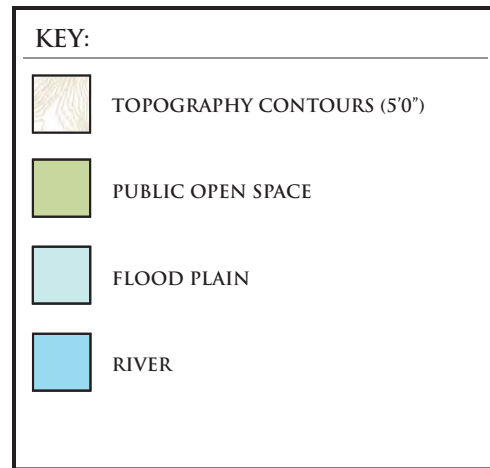 KEY:
TOPOGRAPHY CONTOURS (5'0")
PUBLIC OPEN SPACE
FLOOD PLAIN
RIVER